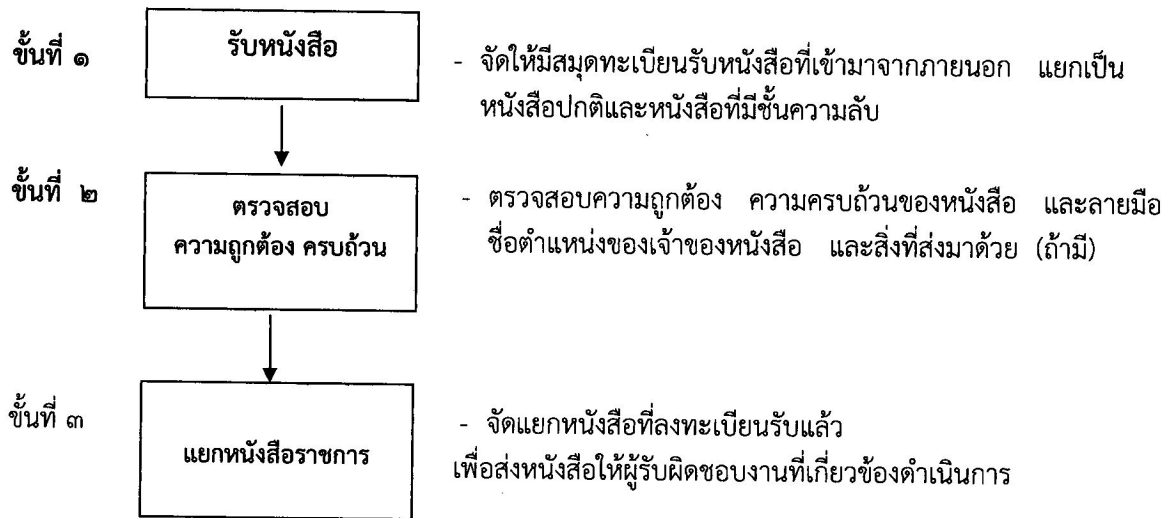 ขั้นที่ ๑
รับหนังสือ
- จัดให้มีสมุดทะเบียนรับหนังสือที่เข้ามาจากภายนอก แยกเป็น
หนังสือปกติและหนังสือที่มีชั้นความลับ
ขั้นที่ ๒
ตรวจสอบ
ความถูกต้อง ครบถ้วน
- ตรวจสอบความถูกต้อง ความครบถ้วนของหนังสือ และลายมือ
ชื่อตำแหน่งของเจ้าของหนังสือ และสิ่งที่ส่งมาด้วย (ถ้ามี)
ขั้นที่ ๓
แยกหนังสือราชการ
- จัดแยกหนังสือที่ลงทะเบียนรับแล้ว
เพื่อส่งหนังสือให้ผู้รับผิดชอบงานที่เกี่ยวข้องดำเนินการ